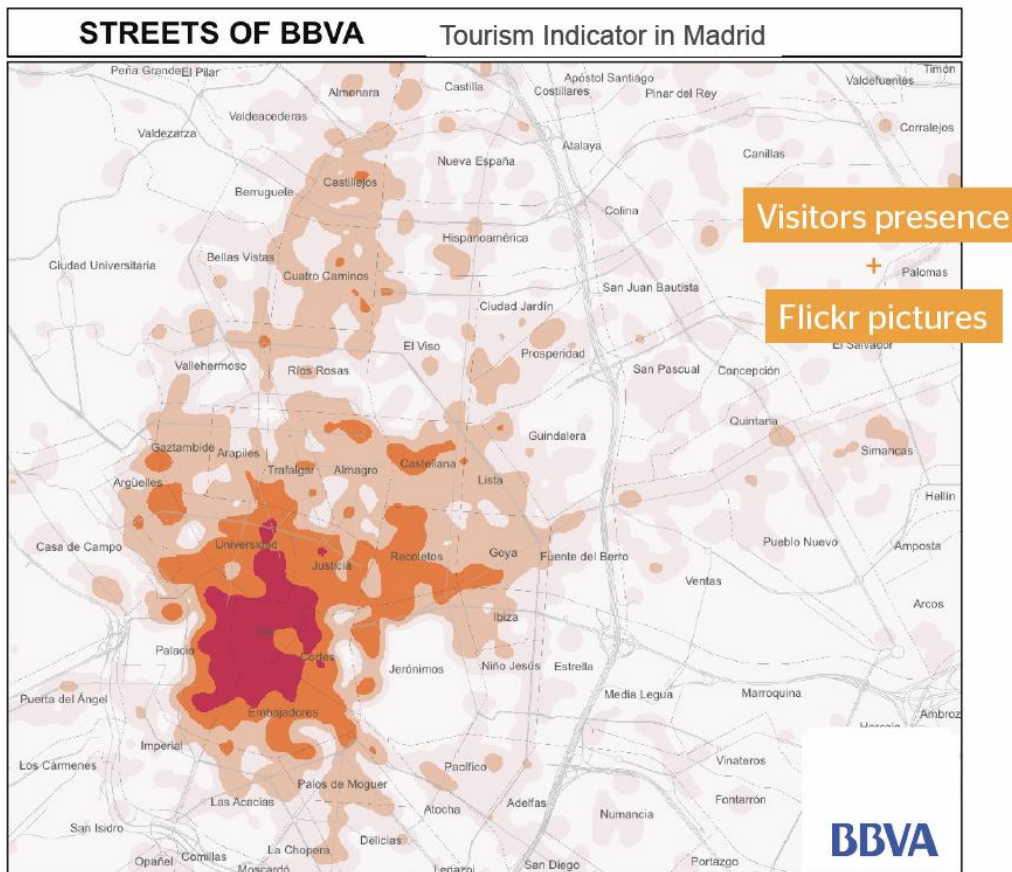 STREETS OF BBVA Tourism Indicator in Madrid
Peña Grande El Pilar
Apóstol Santiago
Timón
Almenara
Castilla
Costillares
Pinar del Rey
Valdefuentes
Valdeacederas
Valdezarza
Corralejos
Atalaya
Nueva España
Canillas
Castillejos
Berruguete
Colina
Visitors presence
Hispanoamérica
Bellas Vistas
Ciudad Universitaria
Cuatro Caminos
+
Palomas
San Juan Bautista
Ciudad Jardín
Flickr pictures
El Viso
El Salvador
Prosperidad
Vallehermoso
Ríos Rosas
San Pascual
Concepción
Quintana
Guindalera
Gaztambide
Arapiles
Simancas
Trafalgar
Almagro
Castellana
Argüelles
Lista
Hellín
Casa de Campo
Universidad
Justicia
Recoletos
Goya
Fuente del Berro
Pueblo Nuevo
Amposta
Ventas
Arcos
Ibiza
Palacio
Cortes
Jerónimos
Niño Jesús
Estrella
Puerta del Ángel
Media Legua
Marroquina
Embajadores
Ambroz
Imperial
Los Cármenes
Pacífico
Vinateros
Palos de Moguer
Las Acacias
Atocha
Adelfas
Fontarrón
Numancia
San Isidro
Delicias
La Chopera
Opañel
Comillas
Moscardó
Legazpi
San Diego
Portazgo
BBVA